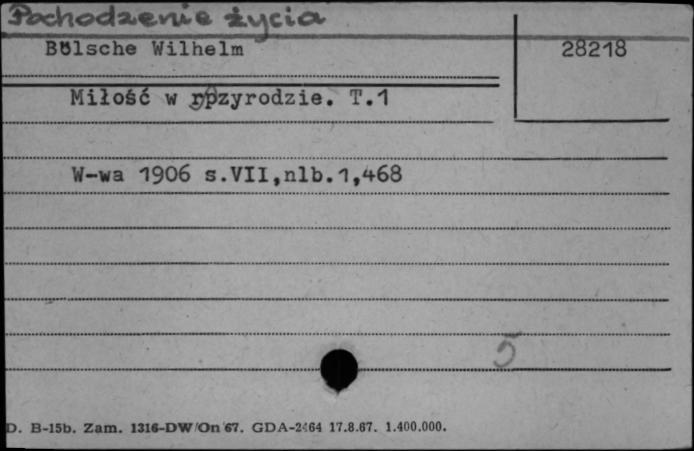 Pochodzenie życia
Bölsche Wilhelm 28218
Miłość w rpzyrodzie. T.1
W-wa 1906 s.VII,nlb.1,468
5
D. B-15b. Zam. 1316-DW/On/67. GDA-2464 17.8.67. 1.400.000.